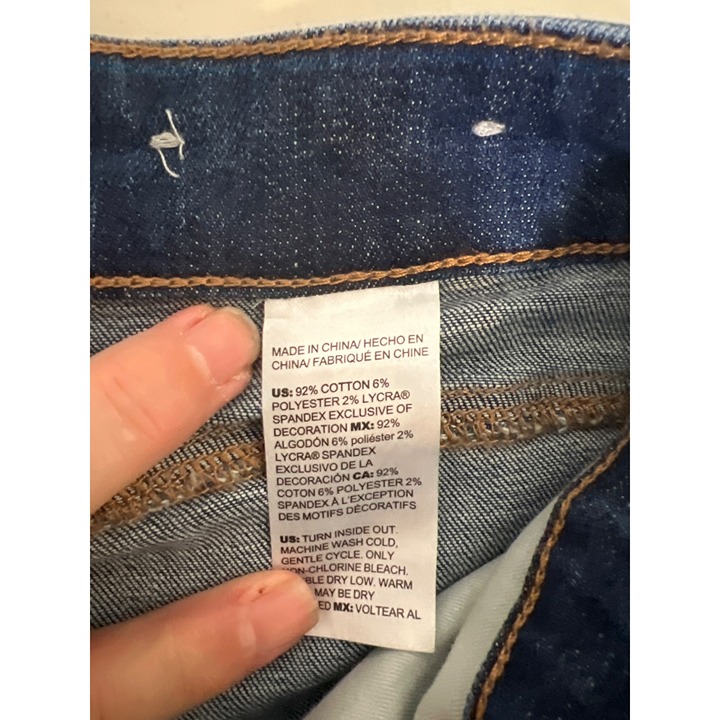 MADE IN CHINA/ HECHO EN
CHINA/ FABRIQUÉ EN CHINE
US: 92% COTTON 6%
POLYESTER 2% LYCRA®
SPANDEX EXCLUSIVE OF
DECORATION MX: 92%
ALGODÓN 6% poliéster 2%
LYCRA® SPANDEX
EXCLUSIVO DE LA
DECORACIÓN CA: 92%
COTON 6% POLYESTER 2%
SPANDEX À L'EXCEPTION
DES MOTIFS DÉCORATIFS
US: TURN INSIDE OUT.
MACHINE WASH COLD,
GENTLE CYCLE. ONLY
CHLORINE BLEACH,
DRY LOW. WARM
MAY BE DRY
MX: VOLTEAR AL